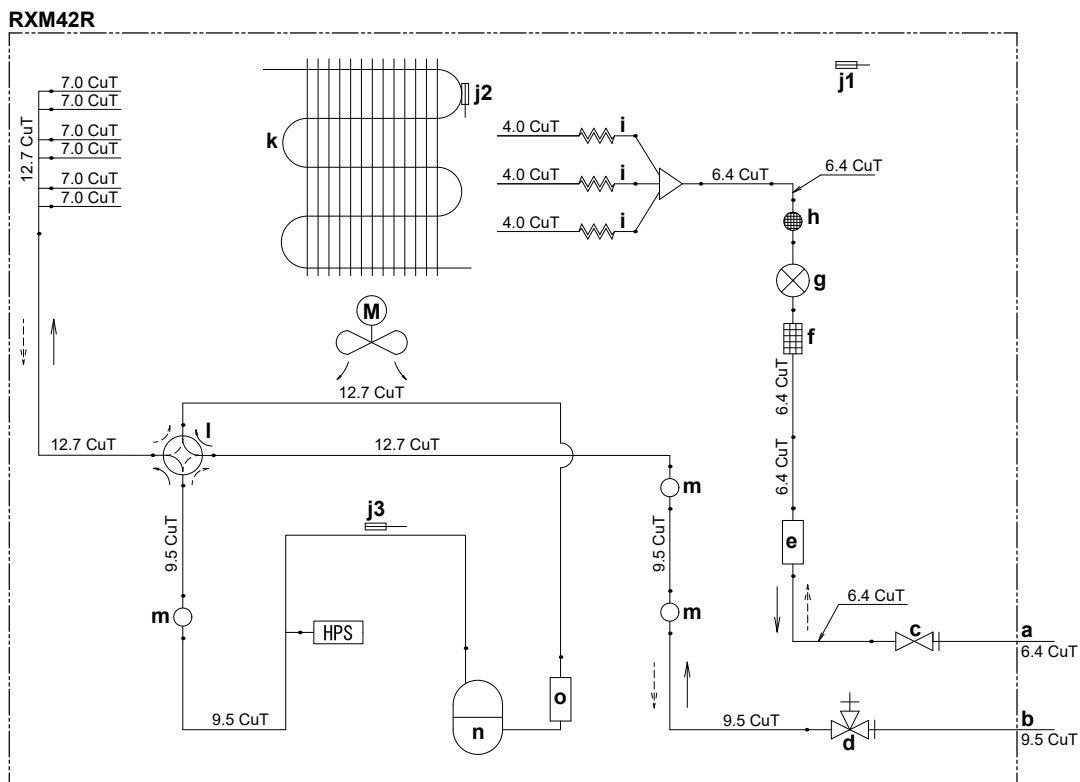 RXM42R
7.0 CuT
7.0 CuT
7.0 CuT
7.0 CuT
7.0 CuT
7.0 CuT
12.7 CuT
k
j2
j1
4.0 CuT
i
4.0 CuT
i
4.0 CuT
i
6.4 CuT
6.4 CuT
h
g
f
M
6.4 CuT
6.4 CuT
12.7 CuT
12.7 CuT
l
12.7 CuT
m
9.5 CuT
m
9.5 CuT
m
j3
HPS
e
6.4 CuT
c
a
6.4 CuT
9.5 CuT
n
o
9.5 CuT
d
b
9.5 CuT